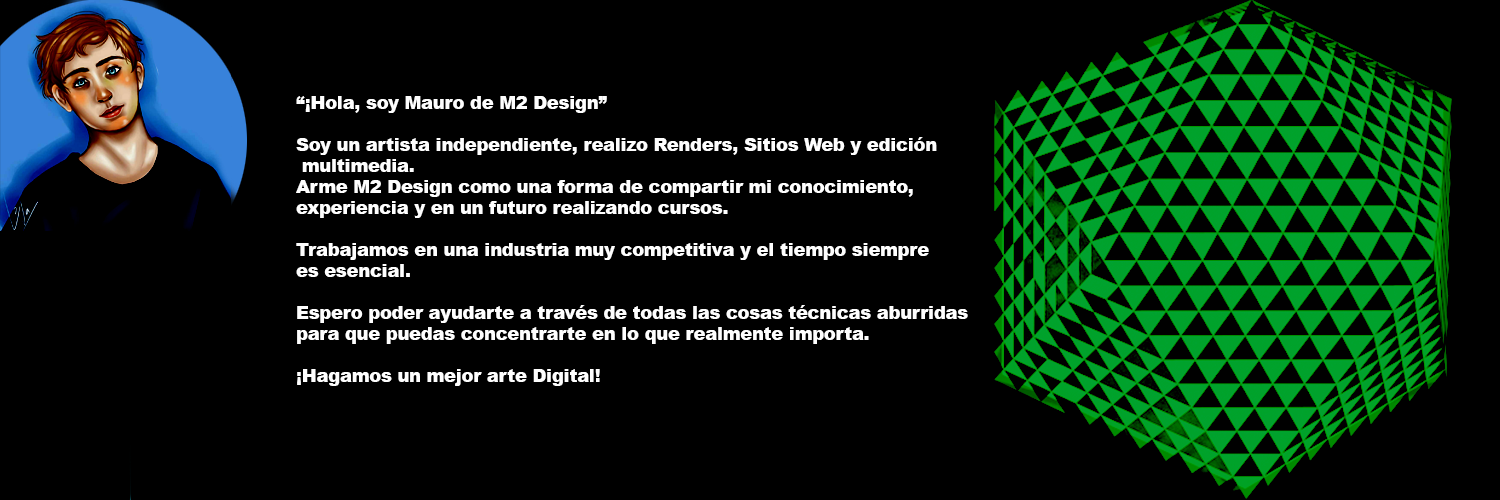 “¡Hola, soy Mauro de M2 Design”
Soy un artista independiente, realizo Renders, Sitios Web y edición
multimedia.
Arme M2 Design como una forma de compartir mi conocimiento,
experiencia y en un futuro realizando cursos.
Trabajamos en una industria muy competitiva y el tiempo siempre
es esencial.
Espero poder ayudarte a través de todas las cosas técnicas aburridas
para que puedas concentrarte en lo que realmente importa.
¡Hagamos un mejor arte Digital!